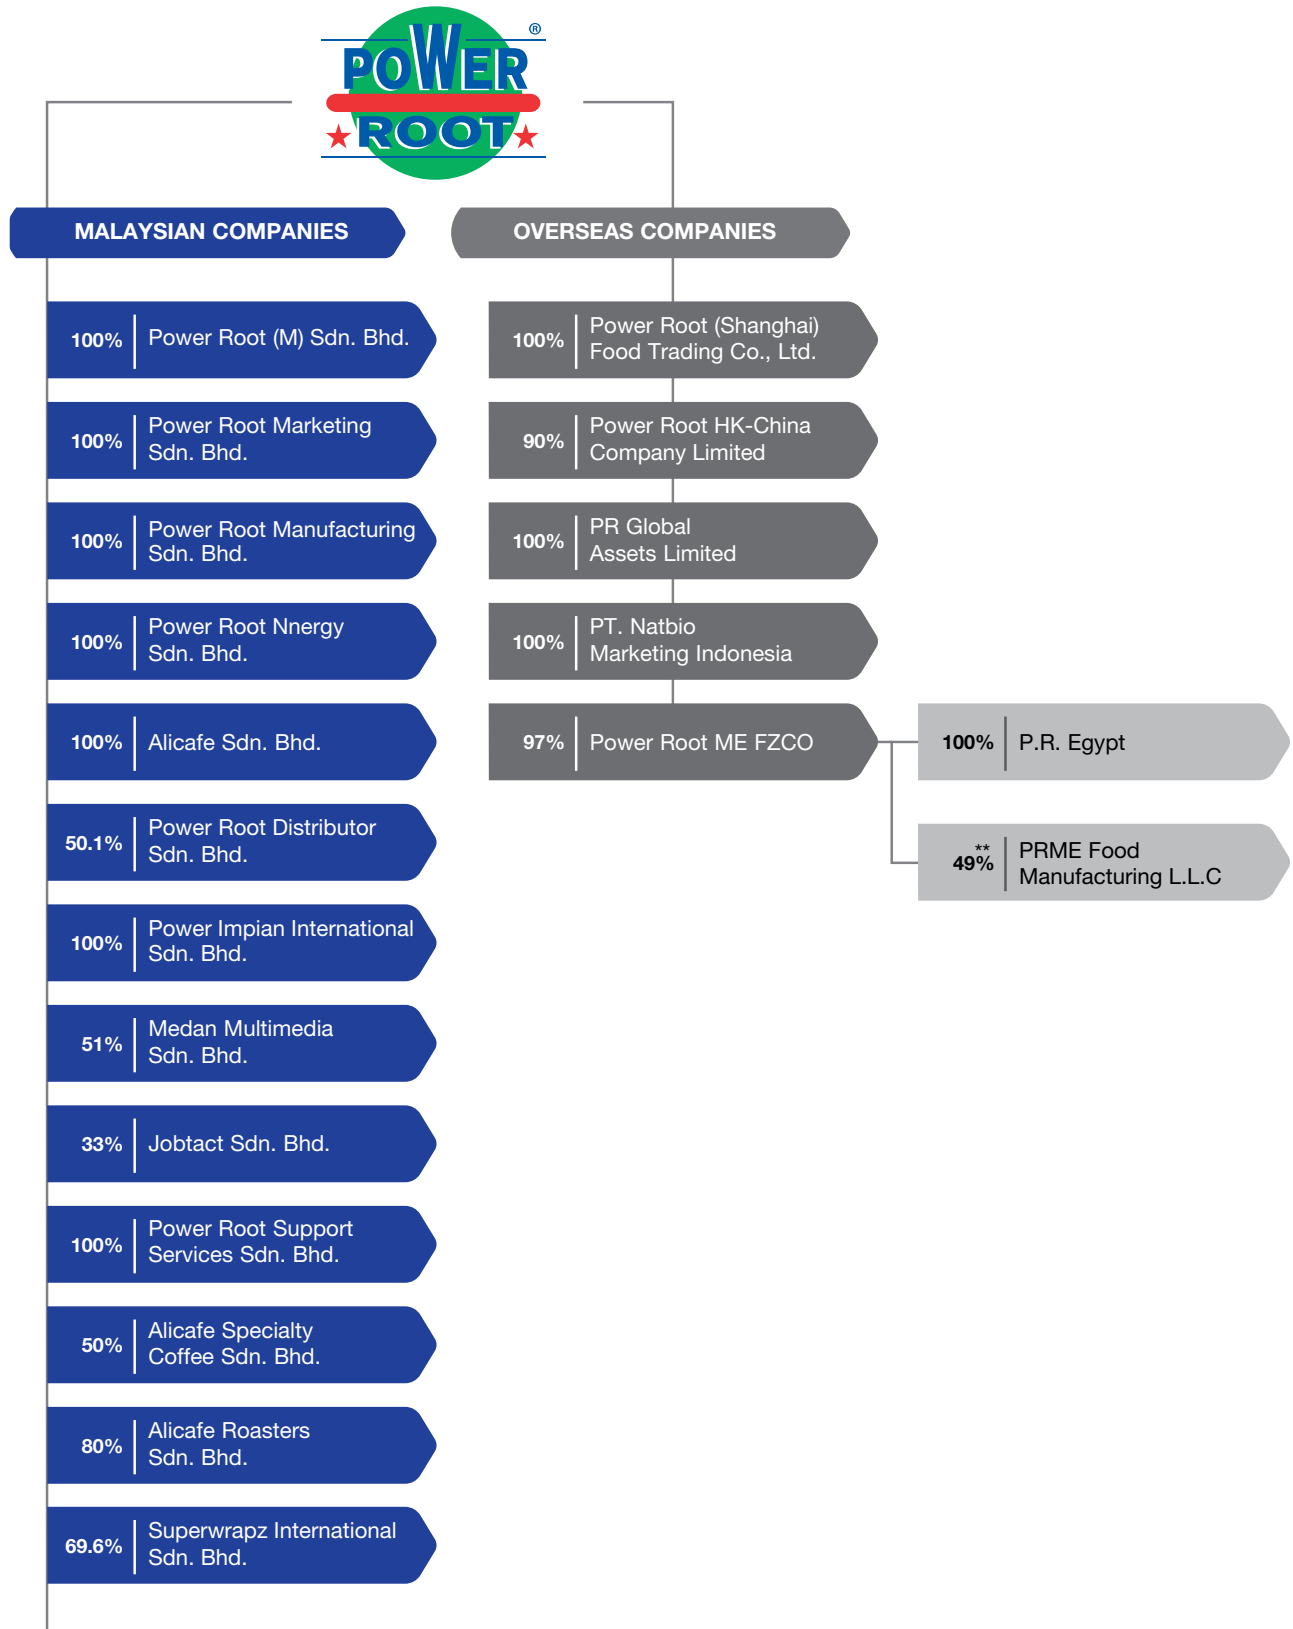 POWER ®
ROOT
MALAYSIAN COMPANIES
100%
Power Root (M) Sdn. Bhd.
100%
Power Root Marketing
Sdn. Bhd.
100%
Power Root Manufacturing
Sdn. Bhd.
100%
Power Root Nnergy
Sdn. Bhd.
100%
Alicafe Sdn. Bhd.
50.1%
Power Root Distributor
Sdn. Bhd.
100%
Power Impian International
Sdn. Bhd.
51%
Medan Multimedia
Sdn. Bhd.
33%
Jobtact Sdn. Bhd.
100%
Power Root Support
Services Sdn. Bhd.
50%
Alicafe Specialty
Coffee Sdn. Bhd.
80%
Alicafe Roasters
Sdn. Bhd.
69.6%
Superwrapz International
Sdn. Bhd.
OVERSEAS COMPANIES
100%
Power Root (Shanghai)
Food Trading Co., Ltd.
90%
Power Root HK-China
Company Limited
100%
PR Global
Assets Limited
100%
PT. Natbio
Marketing Indonesia
97%
Power Root ME FZCO
100%
P.R. Egypt
**
49%
PRME Food
Manufacturing L.L.C